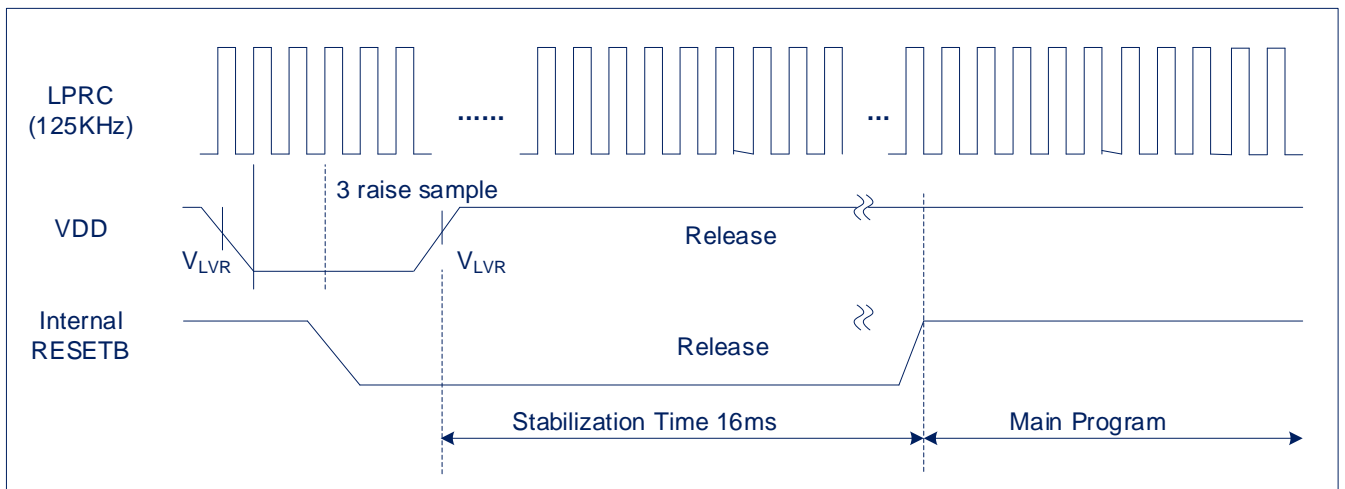 LPRC
(125KHz)
......
...
3 raise sample
VDD
VLVR
VLVR
Release
Internal
RESETB
Release
Stabilization Time 16ms
Main Program